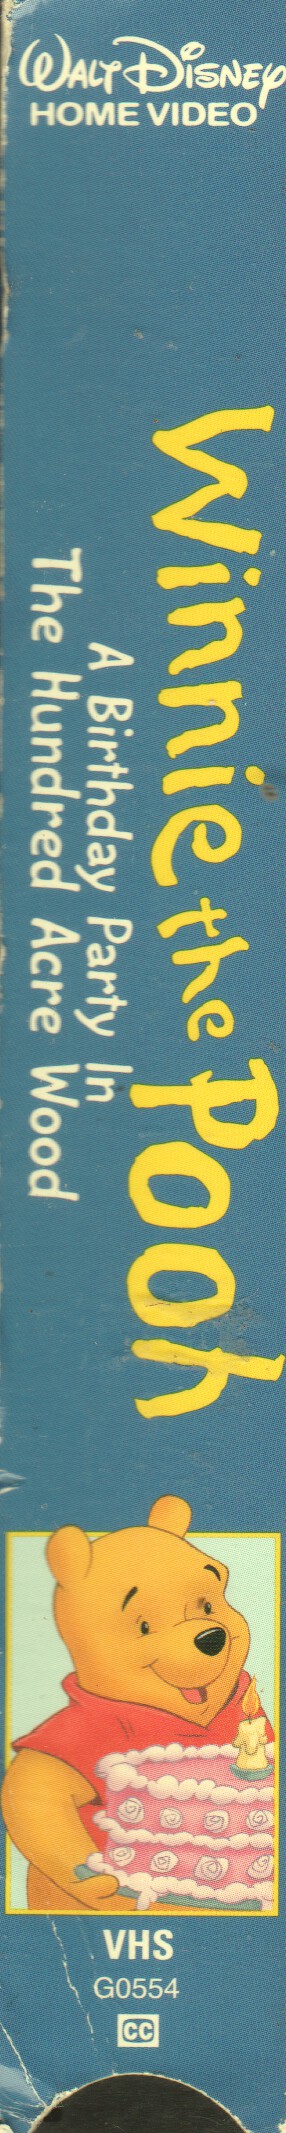 Walt Disney
HOME VIDEO
Winnie the Pooh
A Birthday Party In
The Hundred Acre Wood
VHS
G0554
CC